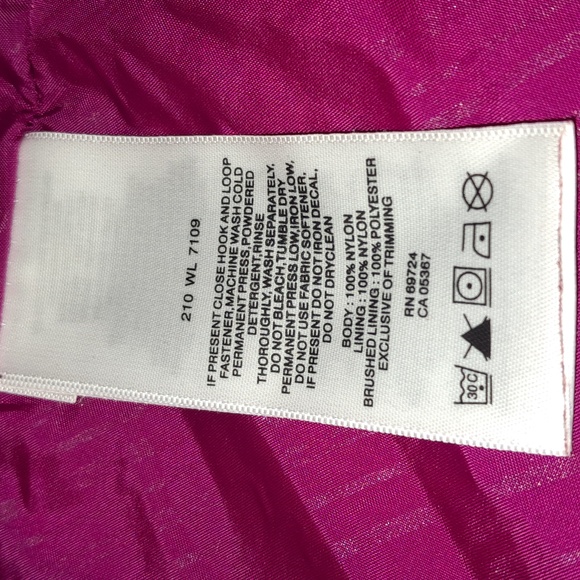 210 WL 7109
IF PRESENT CLOSE HOOK AND LOOP
FASTENER,MACHINE WASH COLD
PERMANENT PRESS,POWDERED
DETERGENT,RINSE
THOROUGHLY,WASH SEPARATELY.
DO NOT BLEACH,TUMBLE DRY
PERMANENT PRESS LOW,IRON LOW,
DO NOT USE FABRIC SOFTENER.
IF PRESENT DO NOT IRON DECAL,
DO NOT DRYCLEAN
BODY : 100% NYLON
LINING : 100% NYLON
BRUSHED LINING : 100% POLYESTER
EXCLUSIVE OF TRIMMING
RN 69724
CA 05367
30 C